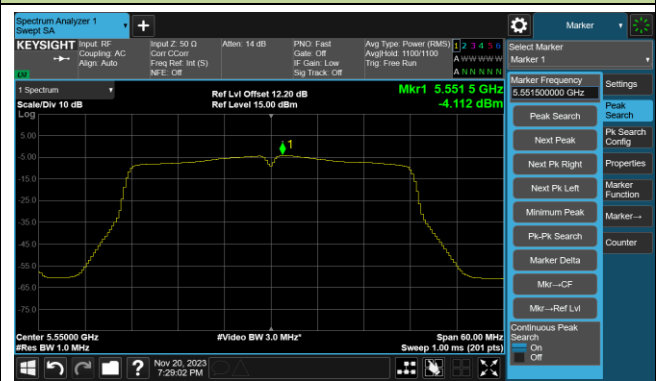 Spectrum Analyzer 1
Swept SA
+
Marker
KEYSIGHT
Input: RF
Coupling: AC
Align: Auto
Input Z: 50 Ω
Corr CCorr
Freq Ref: Int (S)
NFE: Off
Atten: 14 dB
PNO: Fast
Gate: Off
IF Gain: Low
Sig Track: Off
Avg Type: Power (RMS)
Avg|Hold: 1100/1100
Trig: Free Run
1 2 3 4 5 6
A W W W W W
A N N N N N
Select Marker
Marker 1
1 Spectrum
Scale/Div 10 dB
Log
Ref Lvl Offset 12.20 dB
Ref Level 15.00 dBm
Mkr1 5.551 5 GHz
-4.112 dBm
5.00
-5.00
-15.0
-25.0
-35.0
-45.0
-55.0
-65.0
-75.0
1
Center 5.55000 GHz
#Res BW 1.0 MHz
#Video BW 3.0 MHz*
Span 60.00 MHz
Sweep 1.00 ms (201 pts)
Marker Frequency
5.551500000 GHz
Peak Search
Next Peak
Next Pk Right
Next Pk Left
Minimum Peak
Pk-Pk Search
Marker Delta
Mkr→CF
Mkr→Ref Lvl
Continuous Peak
Search
On
Off
Settings
Peak
Search
Pk Search
Config
Properties
Marker
Function
Marker→
Counter
?
Nov 20, 2023
7:29:02 PM